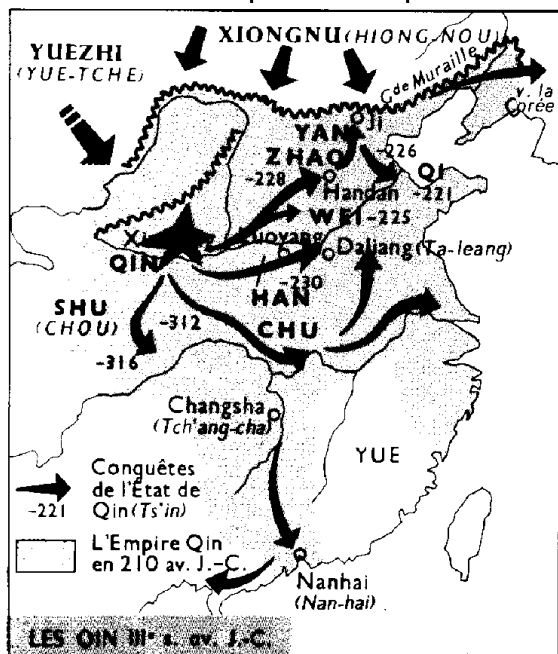 XIONGNU (HIONG-NOU)
YUEZHI
(YUE-TCHE)
Gde Muraille
v. la
Corée
Ji
YAN
ZHAO
-226
QI
-228
-221
Handan
WEI -225
Daliang (Ta-leang)
QIN
-230
HAN
SHU
(CHOU)
-312
CHU
-316
Changsha
(Tch'ang-cha)
YUE
Conquêtes
de l'État de
-221 Qin (Ts'in)
L'Empire Qin
en 210 av. J.-C.
Nanhai
(Nan-hai)
LES QIN IIIe s. av. J.-C.